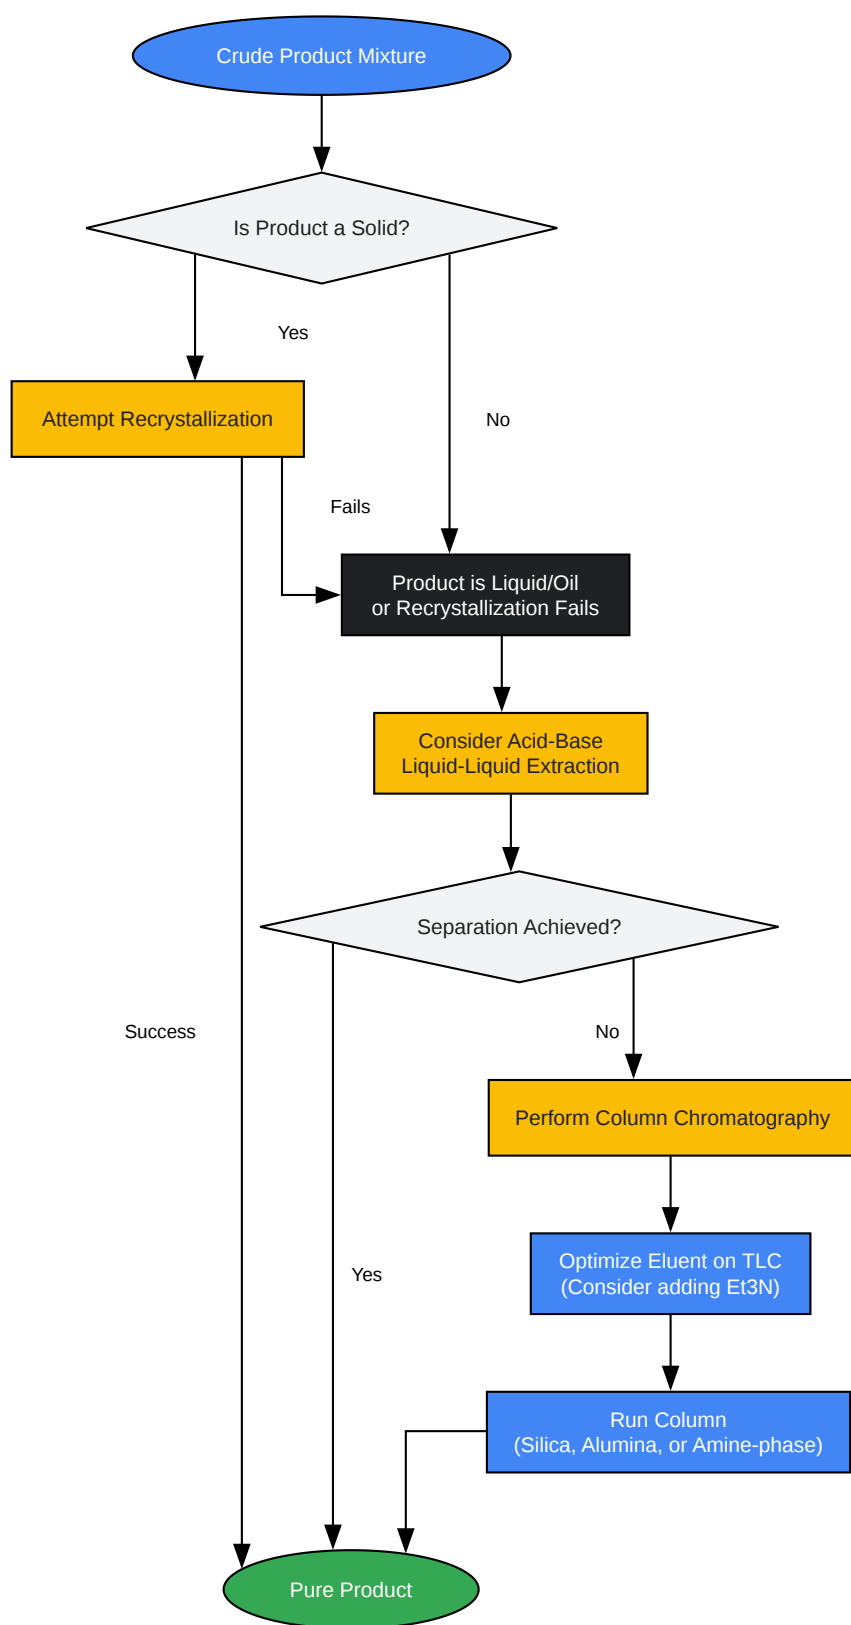 Crude Product Mixture
Is Product a Solid?
Yes
Attempt Recrystallization
No
Fails
Product is Liquid/Oil
or Recrystallization Fails
Consider Acid-Base
Liquid-Liquid Extraction
Separation Achieved?
Success
No
Perform Column Chromatography
Optimize Eluent on TLC
(Consider adding Et3N)
Yes
Run Column
(Silica, Alumina, or Amine-phase)
Pure Product